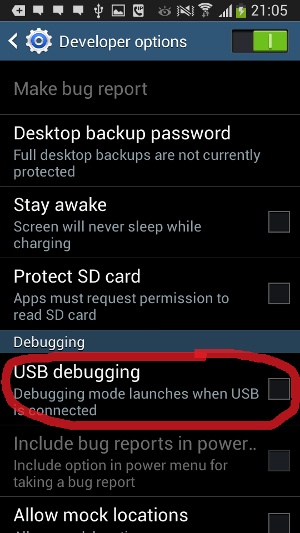 21:05
Developer options
Make bug report
Desktop backup password
Full desktop backups are not currently
protected
Stay awake
Screen will never sleep while
charging
Protect SD card
Apps must request permission to
read SD card
Debugging
USB debugging
Debugging mode launches when USB
is connected
Include bug reports in power..
Include option in power menu for
taking a bug report
Allow mock locations